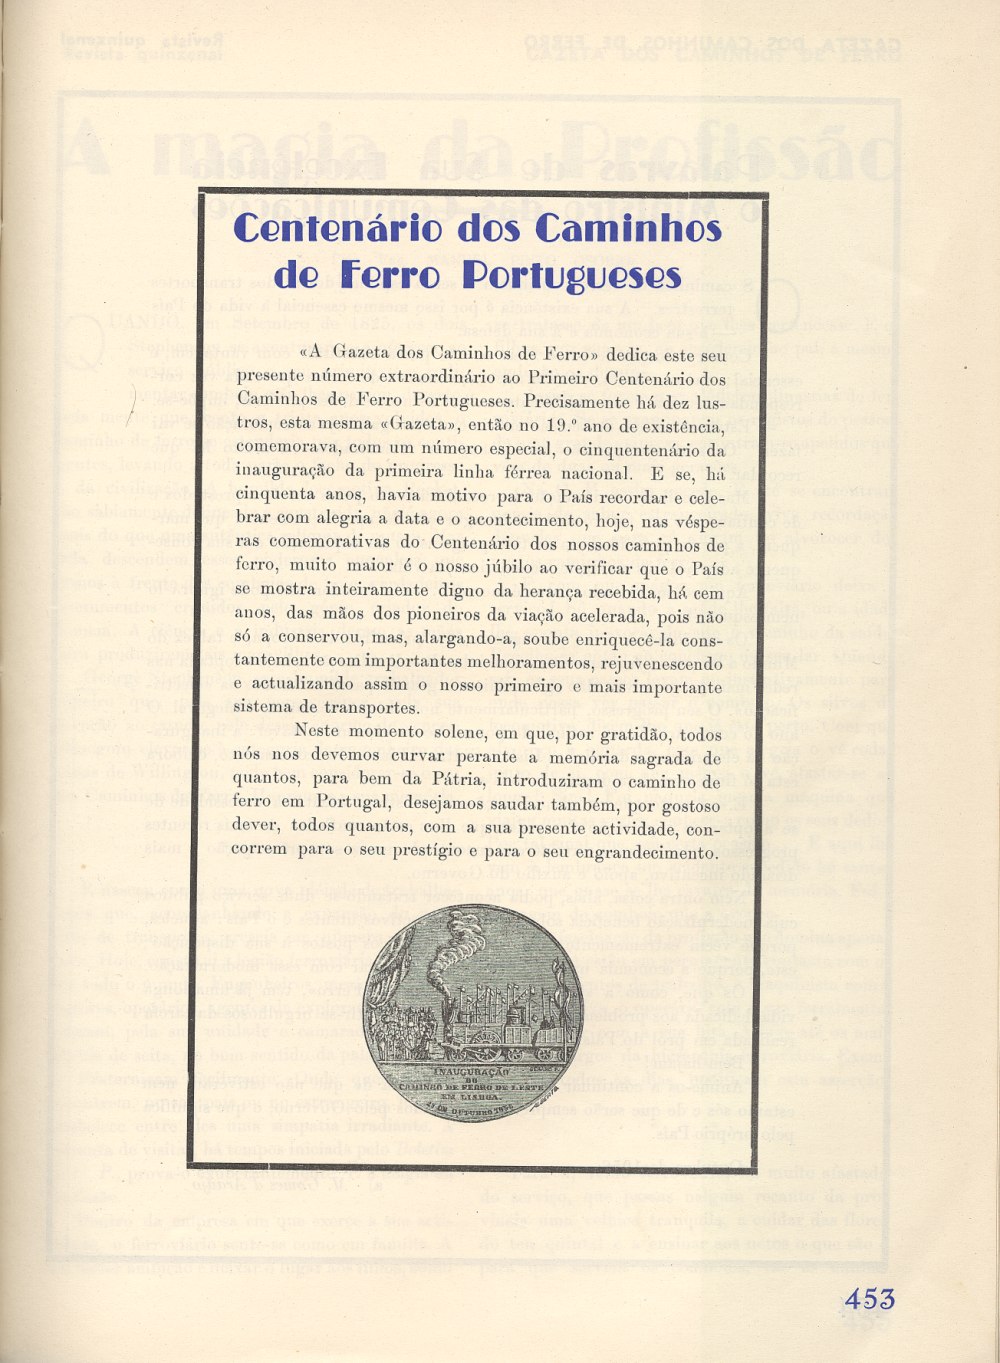 Centenário dos Caminhos
de Ferro Portugueses
«A Gazeta dos Caminhos de Ferro» dedica este seu
presente número extraordinário ao Primeiro Centenário dos
Caminhos de Ferro Portugueses. Precisamente há dez lus-
tros, esta mesma «Gazeta», então no 19.º ano de existência,
comemorava, com um número especial, o cinquentenário da
inauguração da primeira linha férrea nacional. E se, há
cinquenta anos, havia motivo para o País recordar e cele-
brar com alegria a data e o acontecimento, hoje, nas véspe-
ras comemorativas do Centenário dos nossos caminhos de
ferro, muito maior é o nosso júbilo ao verificar que o País
se mostra inteiramente digno da herança recebida, há cem
anos, das mãos dos pioneiros da viação acelerada, pois não
só a conservou, mas, alargando-a, soube enriquecê-la cons-
tantemente com importantes melhoramentos, rejuvenescendo
e actualizando assim o nosso primeiro e mais importante
sistema de transportes.
Neste momento solene, em que, por gratidão, todos
nós nos devemos curvar perante a memória sagrada de
quantos, para bem da Pátria, introduziram o caminho de
ferro em Portugal, desejamos saudar também, por gostoso
dever, todos quantos, com a sua presente actividade, con-
correm para o seu prestígio e para o seu engrandecimento.
INAUGURAÇÃO
DO
CAMINHO DE FERRO DE LESTE
EM LISBOA.
DE OUTUBRO
453